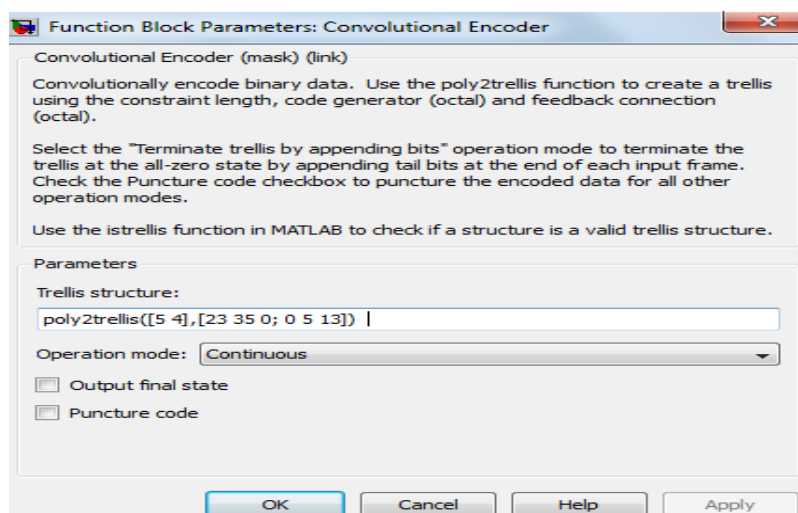 Function Block Parameters: Convolutional Encoder
Convolutional Encoder (mask) (link)
Convolutionally encode binary data. Use the poly2trellis function to create a trellis
using the constraint length, code generator (octal) and feedback connection
(octal).
Select the "Terminate trellis by appending bits" operation mode to terminate the
trellis at the all-zero state by appending tail bits at the end of each input frame.
Check the Puncture code checkbox to puncture the encoded data for all other
operation modes.
Use the istrellis function in MATLAB to check if a structure is a valid trellis structure.
Parameters
Trellis structure:
poly2trellis([5 4],[23 35 0; 0 5 13])
Operation mode: Continuous
Output final state
Puncture code
OK Cancel Help Apply